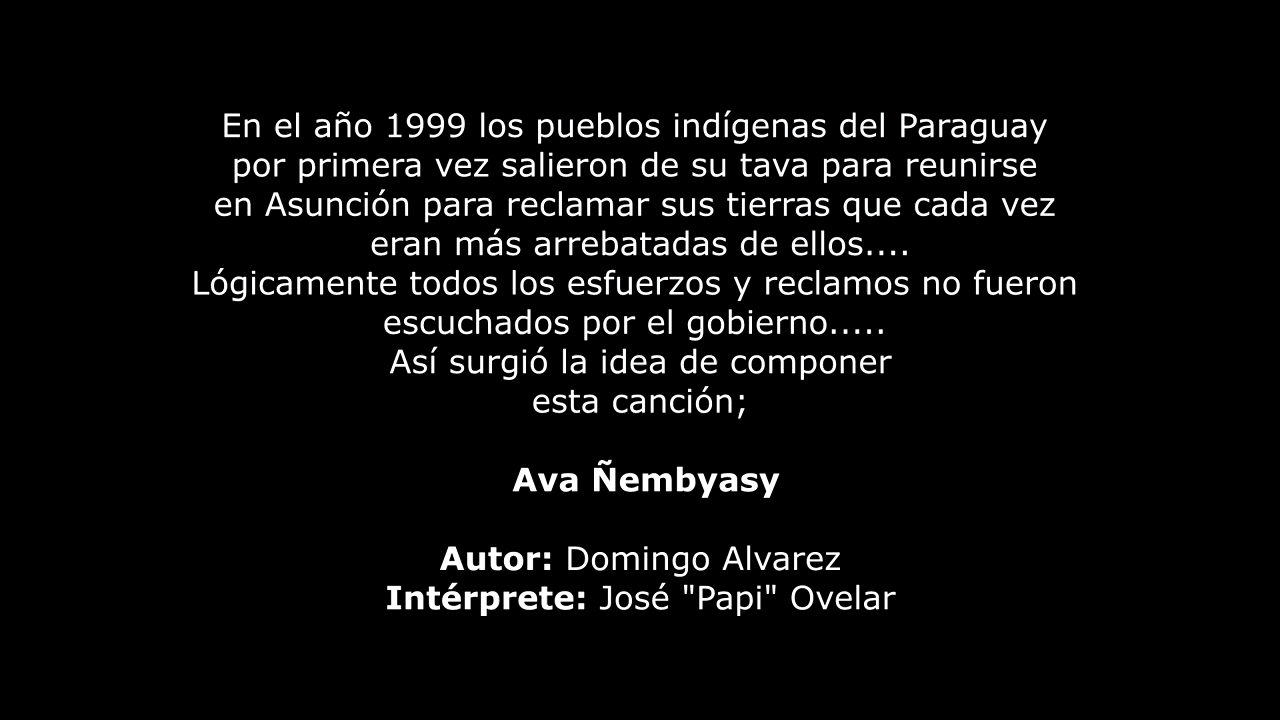 En el año 1999 los pueblos indígenas del Paraguay
por primera vez salieron de su tava para reunirse
en Asunción para reclamar sus tierras que cada vez
eran más arrebatadas de ellos....
Lógicamente todos los esfuerzos y reclamos no fueron
escuchados por el gobierno.....
Así surgió la idea de componer
esta canción;
Ava Ñembyasy
Autor: Domingo Alvarez
Intérprete: José "Papi" Ovelar